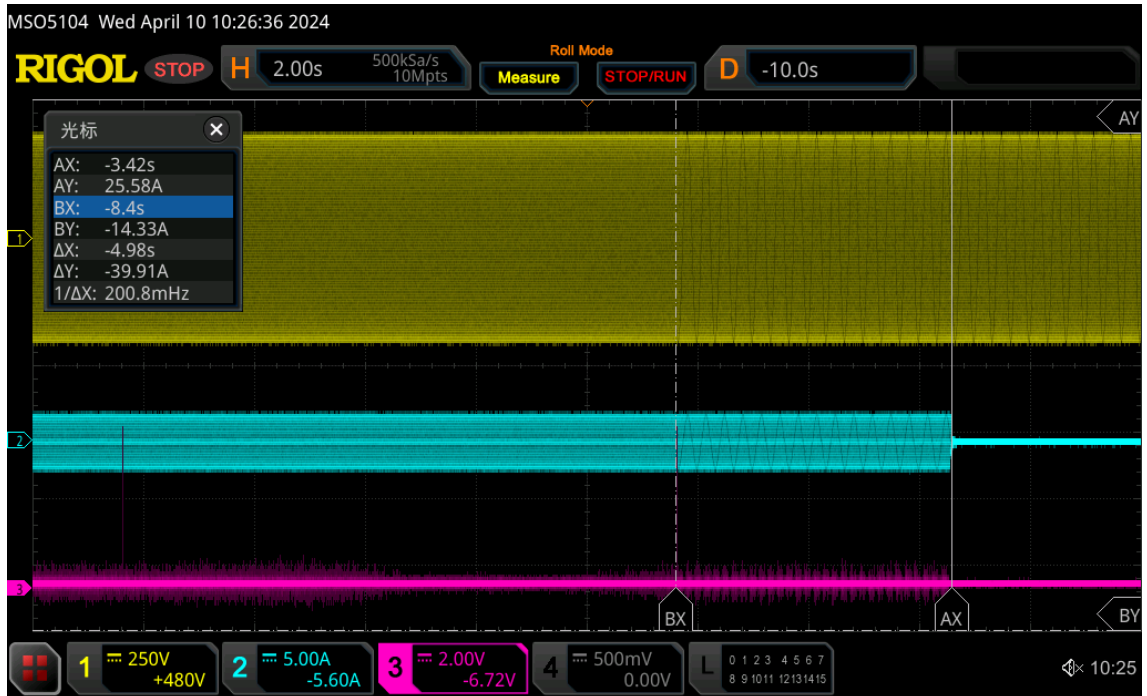 MSO5104 Wed April 10 10:26:36 2024
RIGOL STOP H 2.00s 500kSa/s 10Mpts Roll Mode Measure STOP/RUN D -10.0s
光标
AX: -3.42s
AY: 25.58A
BX: -8.4s
BY: -14.33A
ΔX: -4.98s
ΔY: -39.91A
1/ΔX: 200.8mHz
AY
1
2
3
BX AX BY
1 250V +480V
2 5.00A -5.60A
3 2.00V -6.72V
4 500mV 0.00V
L 0 1 2 3 4 5 6 7
8 9 10 11 12 13 14 15
10:25